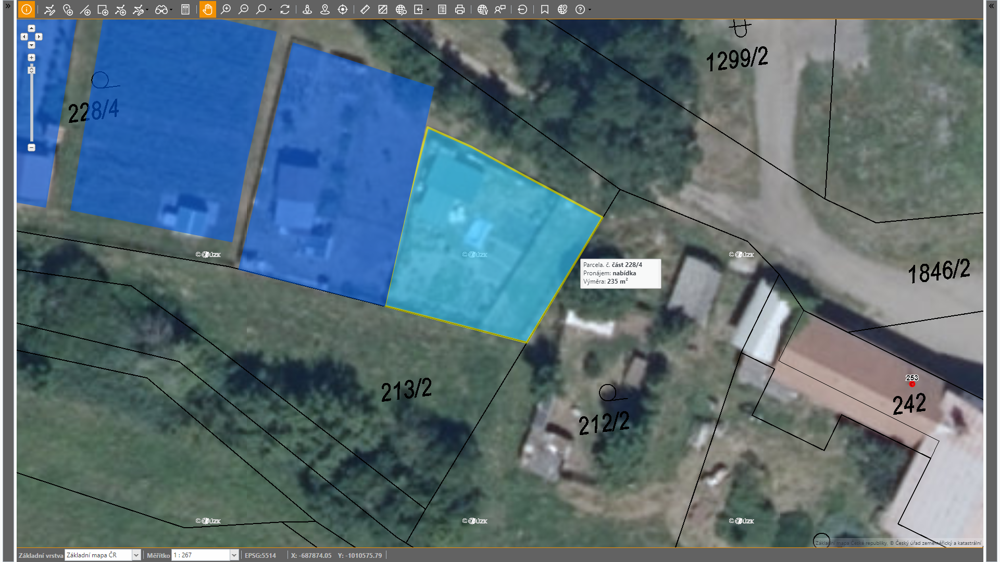 1299/2
228/4
© ČÚZK
© ČÚZK
© ČÚZK
Parcela. č. část 228/4
Pronájem: nabídka
Výměra: 235 m²
1846/2
253
213/2
242
212/2
© ČÚZK
© ČÚZK
© ČÚZK
Základní mapa České republiky, © Český úřad zeměměřický a katastrální
Základní vrstva Základní mapa ČR Měřítko 1 : 267 EPSG:5514 X: -687874.05 Y: -1010575.79